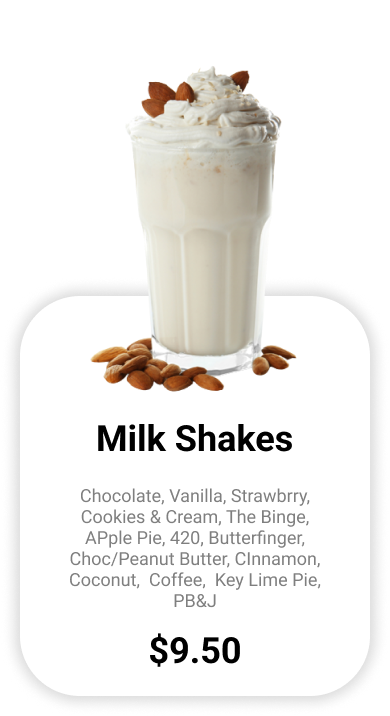 Milk Shakes
Chocolate, Vanilla, Strawbrry,
Cookies & Cream, The Binge,
APple Pie, 420, Butterfinger,
Choc/Peanut Butter, CInnamon,
Coconut,  Coffee,  Key Lime Pie,
PB&J
$9.50